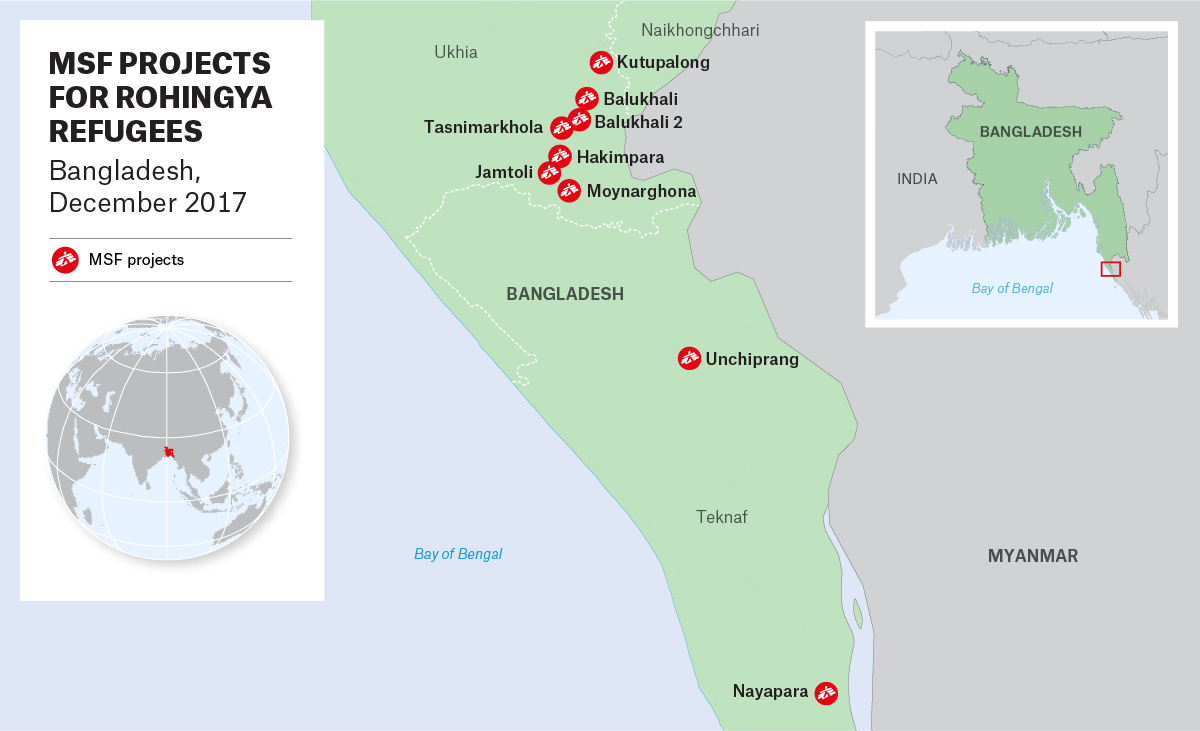 MSF PROJECTS
FOR ROHINGYA
REFUGEES
Bangladesh,
December 2017
MSF projects
Ukhia
Naikhongchhari
Kutupalong
Balukhali
Balukhali 2
Tasnimarkhola
Hakimpara
Jamtoli
Moynarghona
BANGLADESH
Unchiprang
Teknaf
Bay of Bengal
MYANMAR
Nayapara
BANGLADESH
INDIA
Bay of Bengal